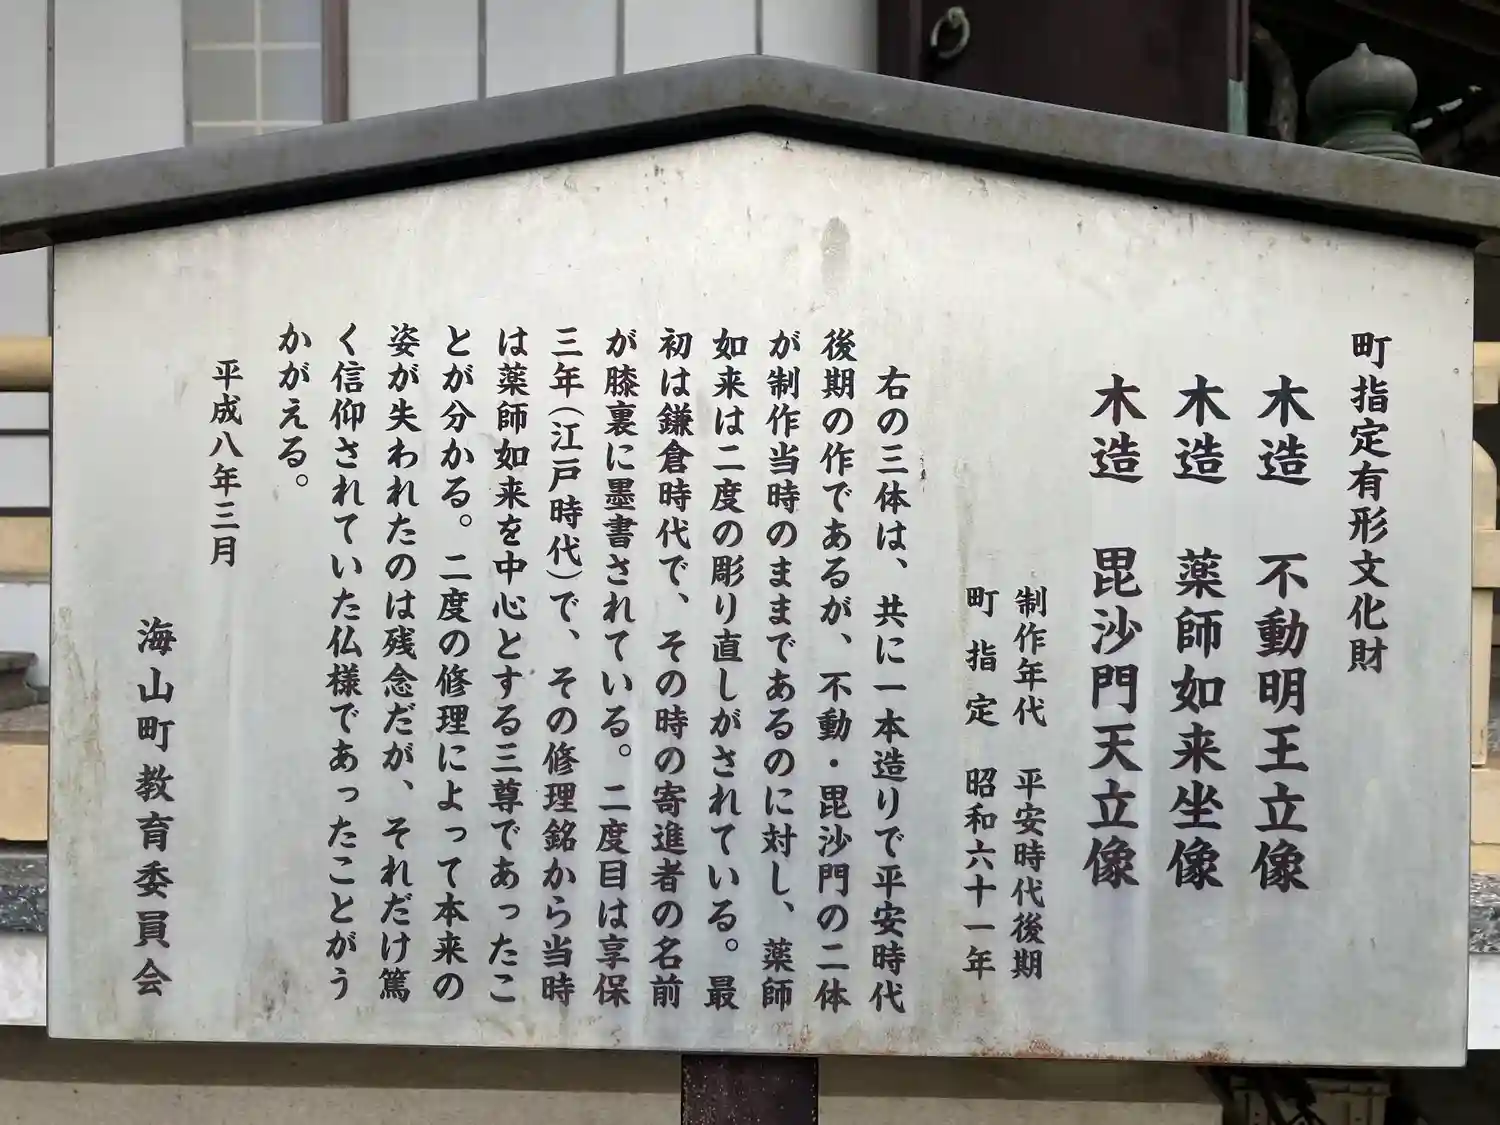 町指定有形文化財
木造　不動明王立像
木造　薬師如来坐像
木造　毘沙門天立像
制作年代　平安時代後期
町指定　昭和六十一年
右の三体は、共に一本造りで平安時代
後期の作であるが、不動・毘沙門の二体
が制作当時のままであるのに対し、薬師
如来は二度の彫り直しがされている。最
初は鎌倉時代で、その時の寄進者の名前
が膝裏に墨書されている。二度目は享保
三年(江戸時代)で、その修理銘から当時
は薬師如来を中心とする三尊であったこ
とが分かる。二度の修理によって本来の
姿が失われたのは残念だが、それだけ篤
く信仰されていた仏様であったことがう
かがえる。
平成八年三月
海山町教育委員会